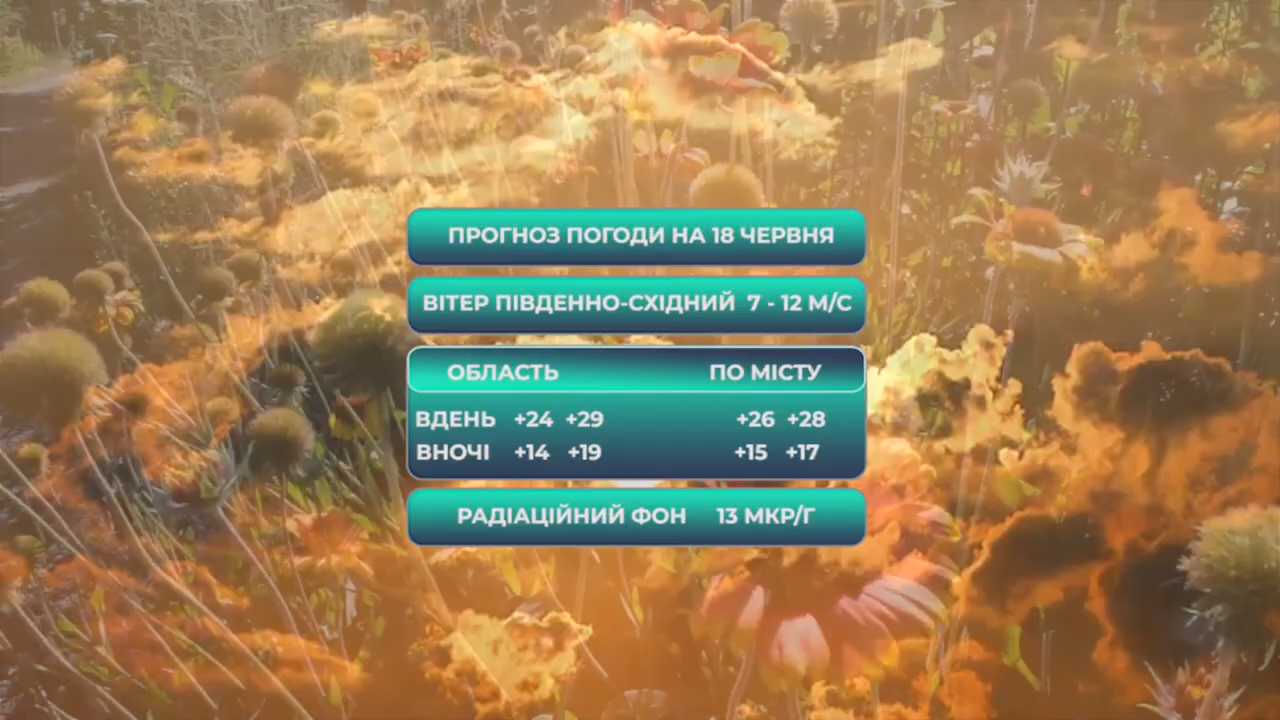 ПРОГНОЗ ПОГОДИ НА 18 ЧЕРВНЯ
ВІТЕР ПІВДЕННО-СХІДНИЙ 7 - 12 М/С
ОБЛАСТЬ ПО МІСТУ
ВДЕНЬ +24 +29 +26 +28
ВНОЧІ +14 +19 +15 +17
РАДІАЦІЙНИЙ ФОН 13 МКР/Г